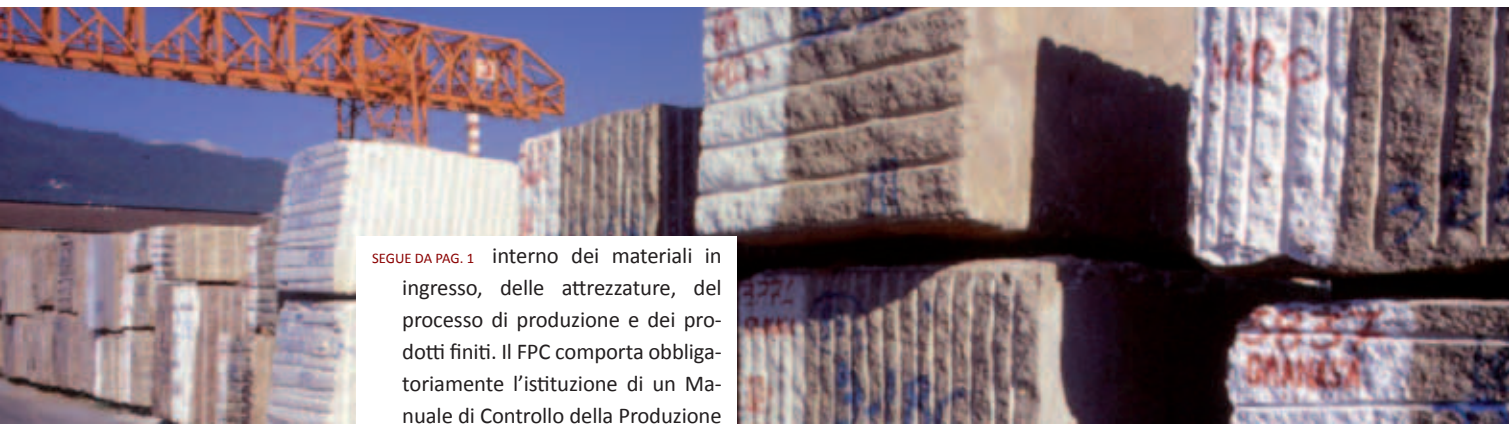 SEGUE DA PAG. 1 interno dei materiali in
ingresso, delle attrezzature, del
processo di produzione e dei pro-
dotti finiti. Il FPC comporta obbliga-
toriamente l'istituzione di un Ma-
nuale di Controllo della Produzione